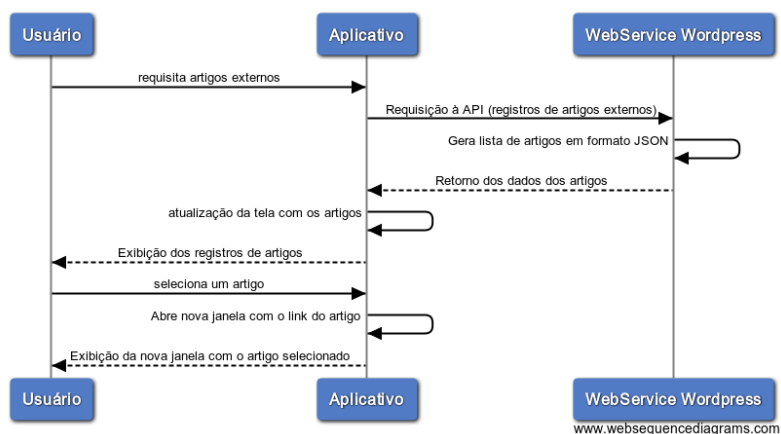 Usuário
Aplicativo
WebService Wordpress
requisita artigos externos
Requisição à API (registros de artigos externos)
Gera lista de artigos em formato JSON
Retorno dos dados dos artigos
atualização da tela com os artigos
Exibição dos registros de artigos
seleciona um artigo
Abre nova janela com o link do artigo
Exibição da nova janela com o artigo selecionado
Usuário
Aplicativo
WebService Wordpress
www.websequencediagrams.com